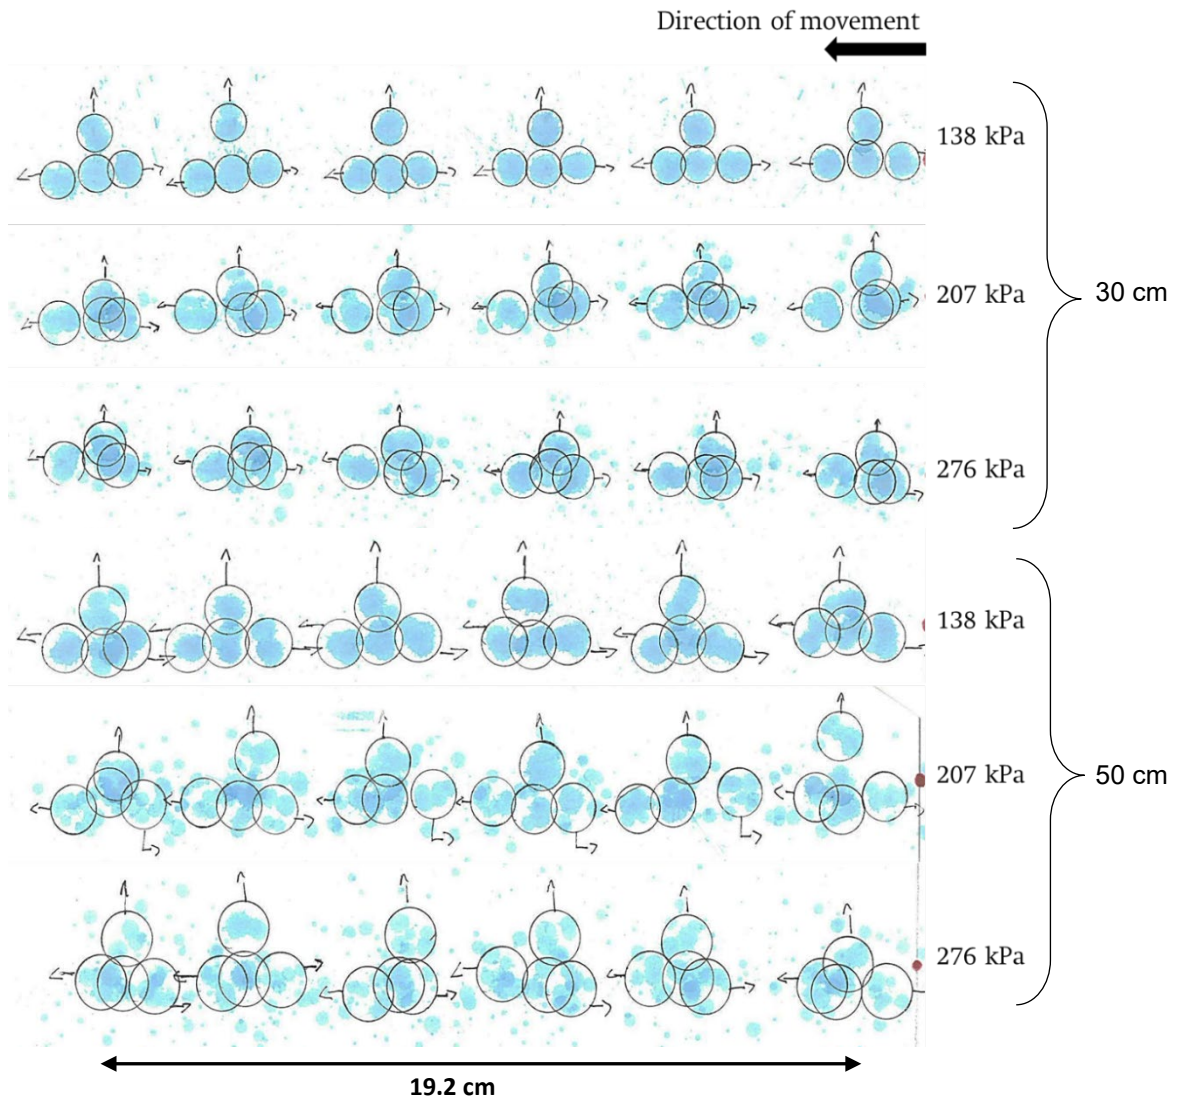 Direction of movement
138 kPa
207 kPa
30 cm
276 kPa
138 kPa
207 kPa
50 cm
276 kPa
19.2 cm